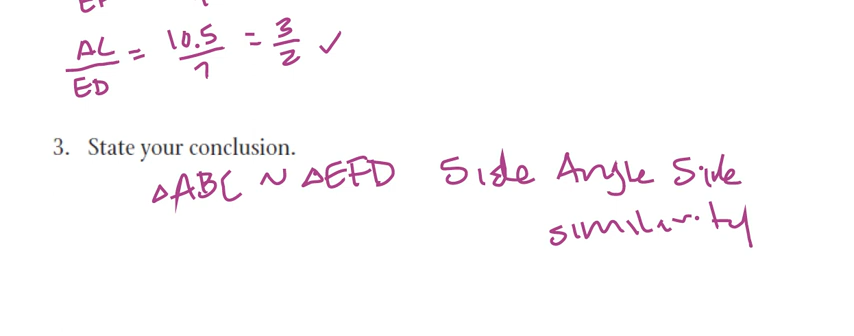 AC/ED = 10.5/7 = 3/2 ✓
3. State your conclusion.
△ABC ~ △EFD Side Angle Side
similarity